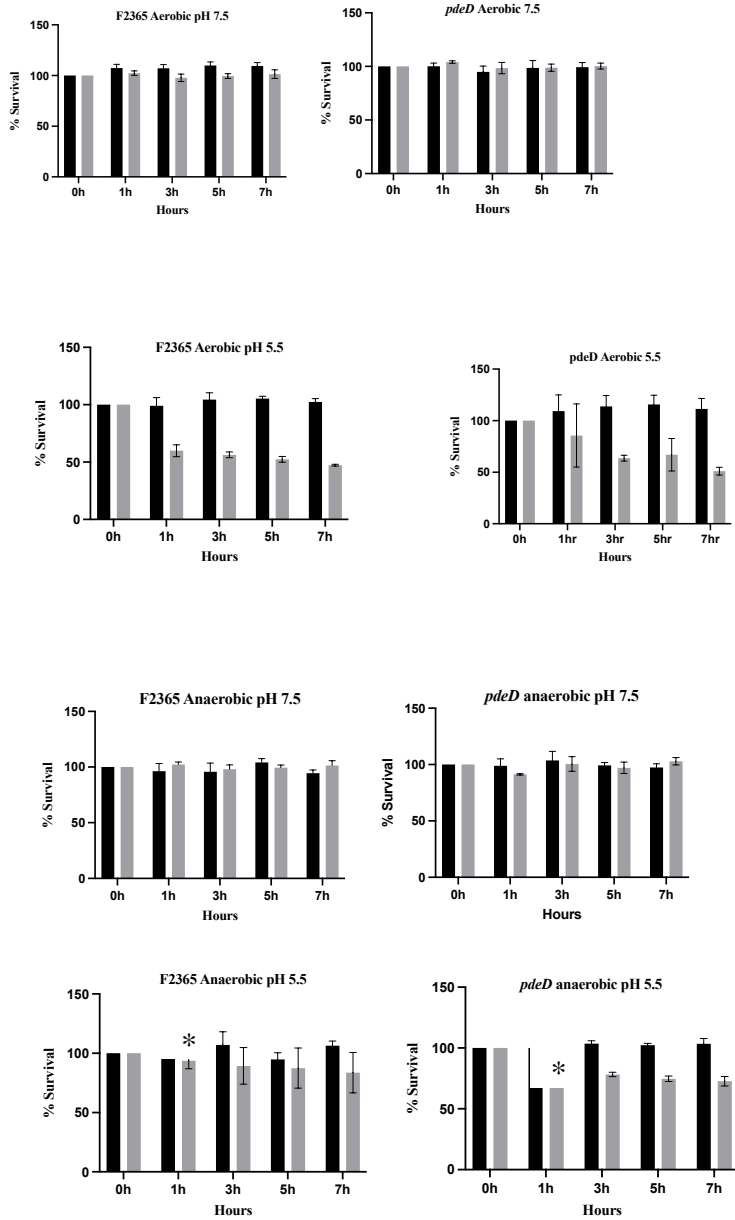 F2365 Aerobic pH 7.5
150
100
50
0
% Survival
0h 1h 3h 5h 7h
Hours
pdeD Aerobic 7.5
150
100
50
0
% Survival
0h 1h 3h 5h 7h
Hours
F2365 Aerobic pH 5.5
150
100
50
0
% Survival
0h 1h 3h 5h 7h
Hours
pdeD Aerobic 5.5
150
100
50
0
% Survival
0h 1hr 3hr 5hr 7hr
Hours
F2365 Anaerobic pH 7.5
150
100
50
0
% Survival
0h 1h 3h 5h 7h
Hours
pdeD anaerobic pH 7.5
150
100
50
0
% Survival
0h 1h 3h 5h 7h
Hours
F2365 Anaerobic pH 5.5
150
100
50
0
% Survival
*
0h 1h 3h 5h 7h
Hours
pdeD anaerobic pH 5.5
150
100
50
0
% Survival
*
0h 1h 3h 5h 7h
Hours